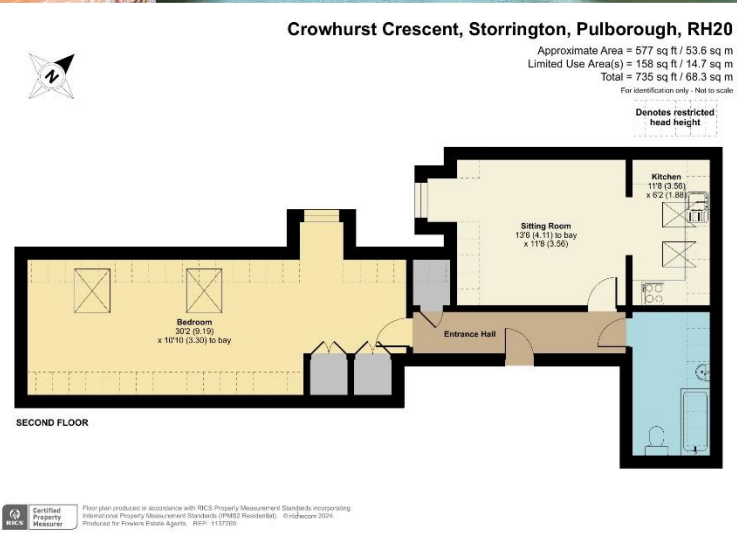 Crowhurst Crescent, Storrington, Pulborough, RH20
Approximate Area = 577 sq ft / 53.6 sq m
Limited Use Area(s) = 158 sq ft / 14.7 sq m
Total = 735 sq ft / 68.3 sq m
For identification only - Not to scale
N
Denotes restricted
head height
Kitchen
11'8 (3.56)
x 6'2 (1.88)
Sitting Room
13'6 (4.11) to bay
x 11'8 (3.56)
Bedroom
30'2 (9.19)
x 10'10 (3.30) to bay
Entrance Hall
SECOND FLOOR
RICS
Certified
Property
Measurer
Floor plan produced in accordance with RICS Property Measurement Standards incorporating
International Property Measurement Standards (IPMS2 Residential). © nichecom 2024.
Produced for Fowlers Estate Agents. REF: 1137269